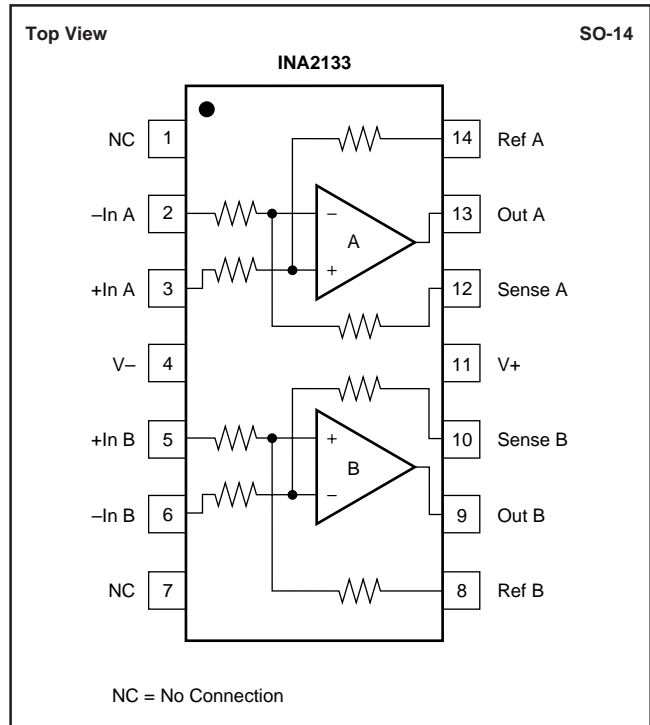 Top View
SO-14
INA2133
NC 1
14 Ref A
–In A 2
–
13 Out A
A
+In A 3
+
12 Sense A
V– 4
11 V+
+In B 5
+
10 Sense B
B
–In B 6
–
9 Out B
NC 7
8 Ref B
NC = No Connection